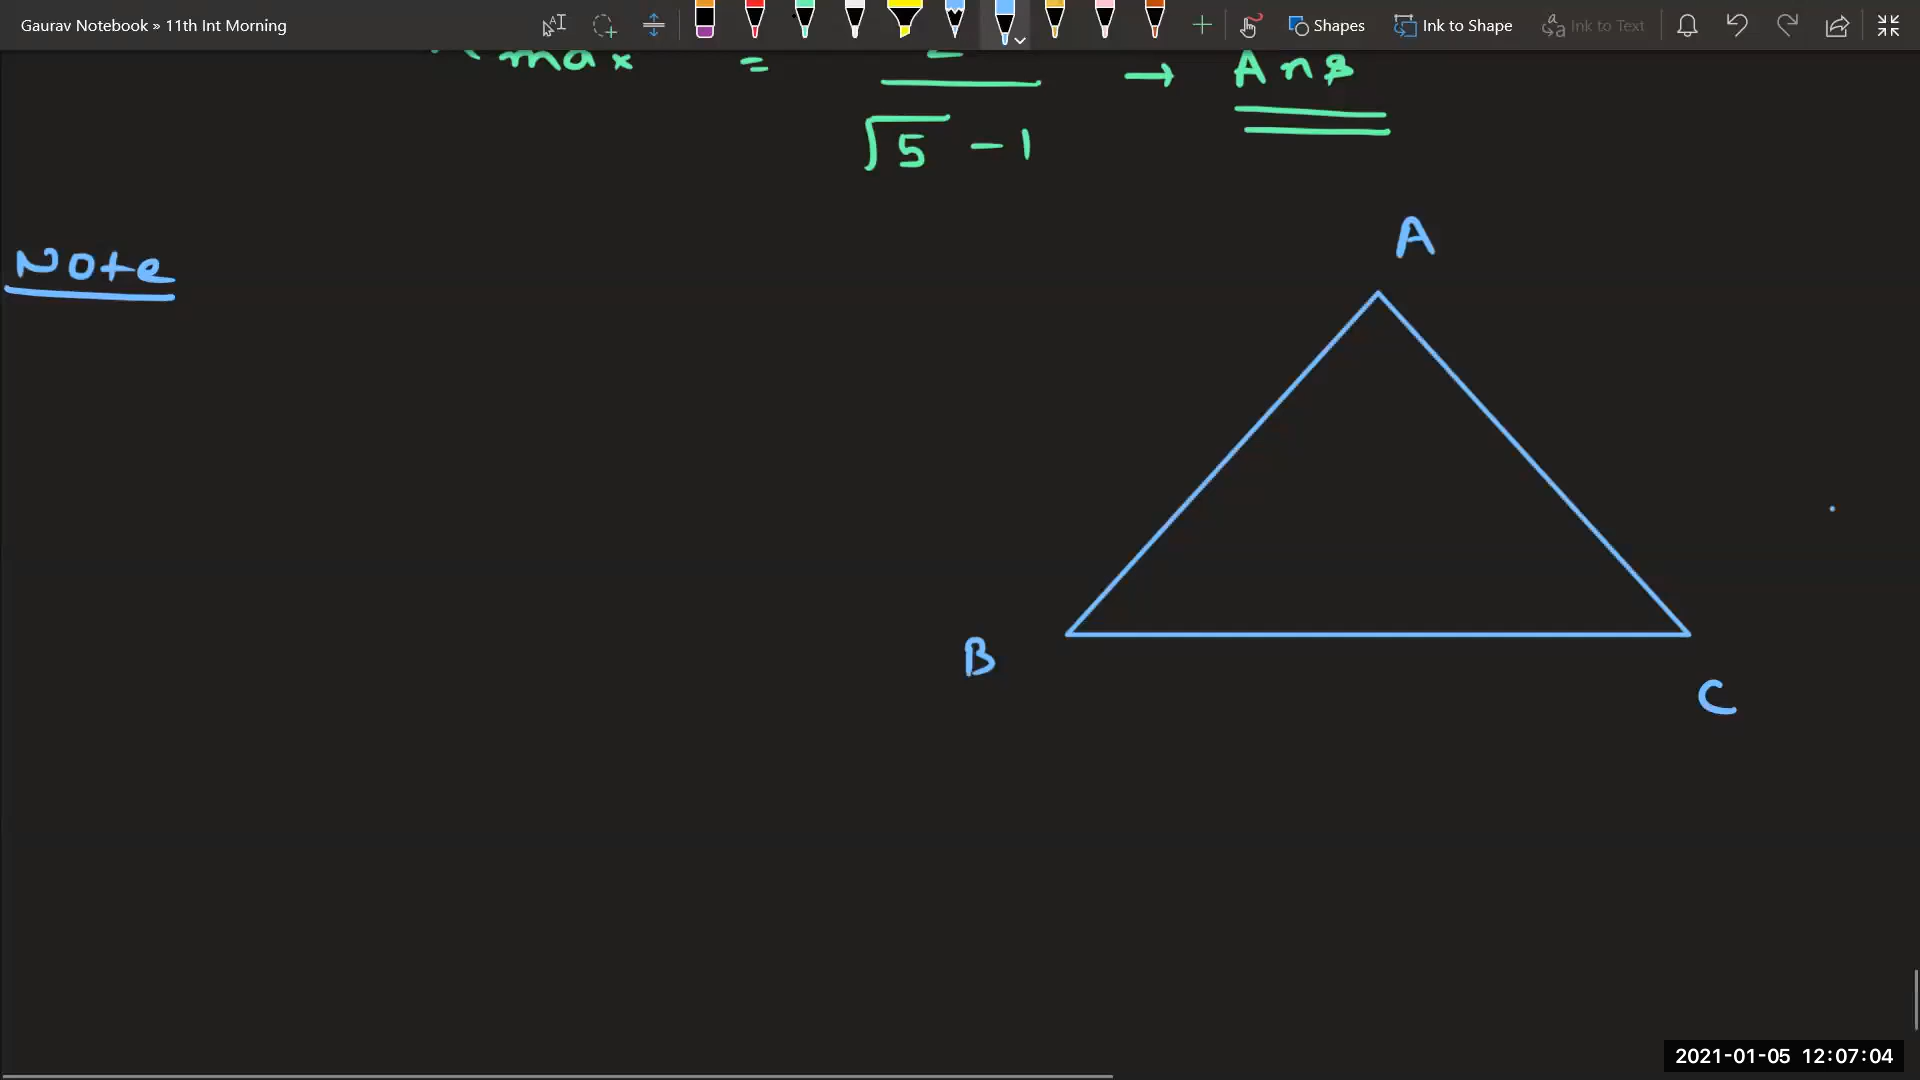 Gaurav Notebook » 11th Int Morning
Shapes
Ink to Shape
Ink to Text
max = → Ans
√5 - 1
Note
A
B
C
2021-01-05 12:07:04